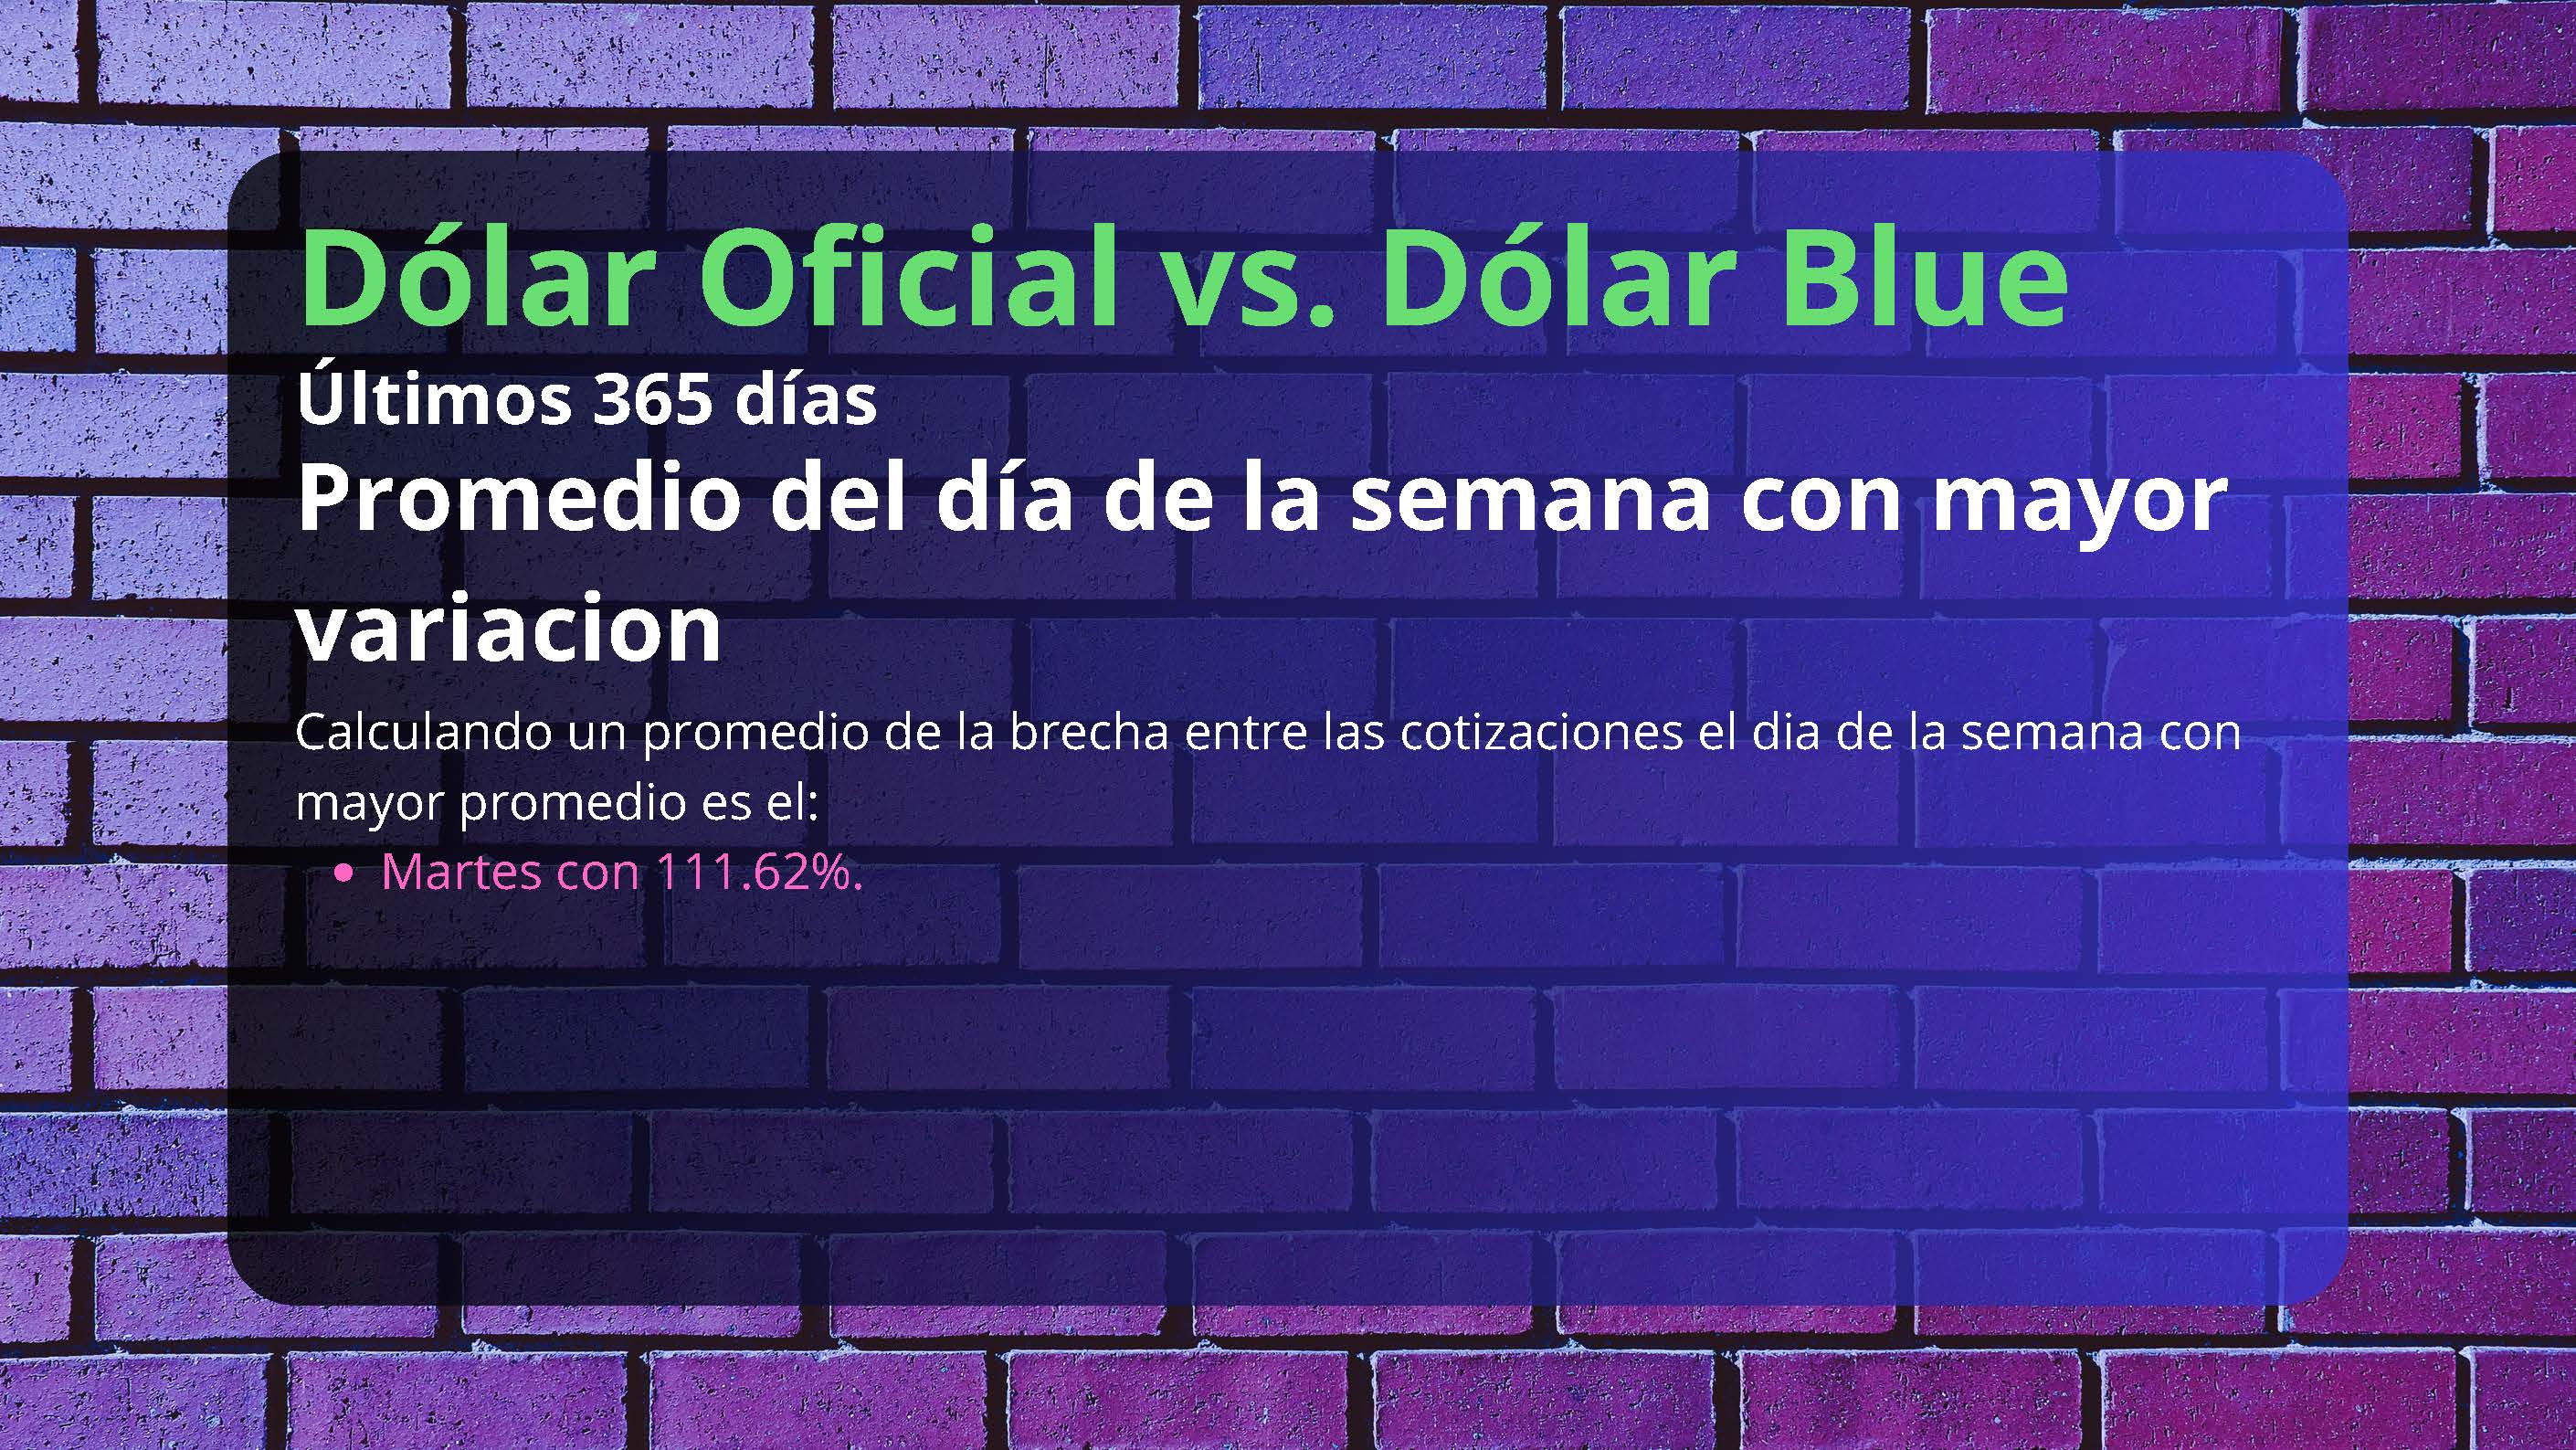 Dólar Oficial vs. Dólar Blue
Últimos 365 días
Promedio del día de la semana con mayor
variacion
Calculando un promedio de la brecha entre las cotizaciones el dia de la semana con
mayor promedio es el:
• Martes con 111.62%.